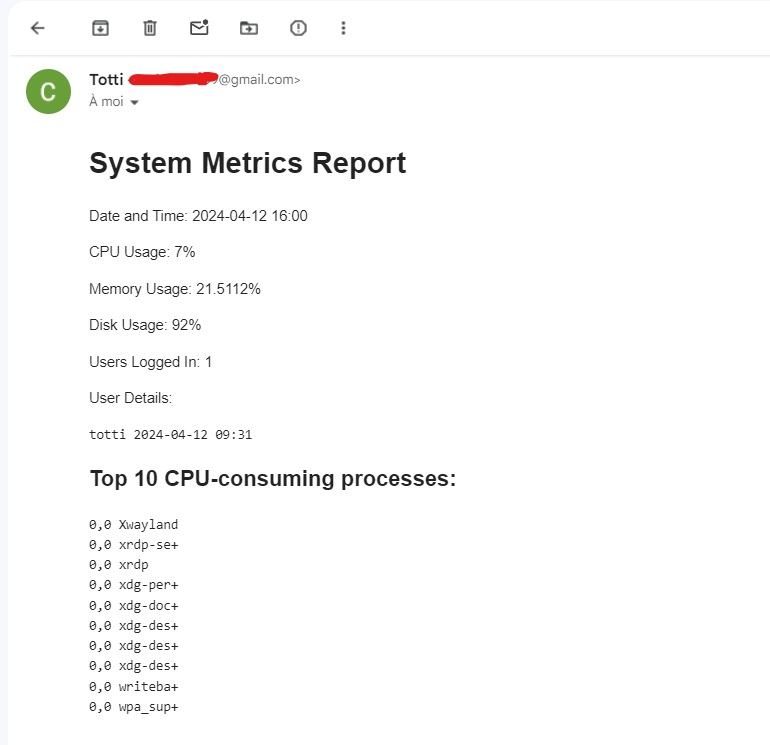 C
Totti @gmail.com>
À moi
System Metrics Report
Date and Time: 2024-04-12 16:00
CPU Usage: 7%
Memory Usage: 21.5112%
Disk Usage: 92%
Users Logged In: 1
User Details:
totti 2024-04-12 09:31
Top 10 CPU-consuming processes:
0,0 Xwayland
0,0 xrdp-se+
0,0 xrdp
0,0 xdg-per+
0,0 xdg-doc+
0,0 xdg-des+
0,0 xdg-des+
0,0 xdg-des+
0,0 writeba+
0,0 wpa_sup+